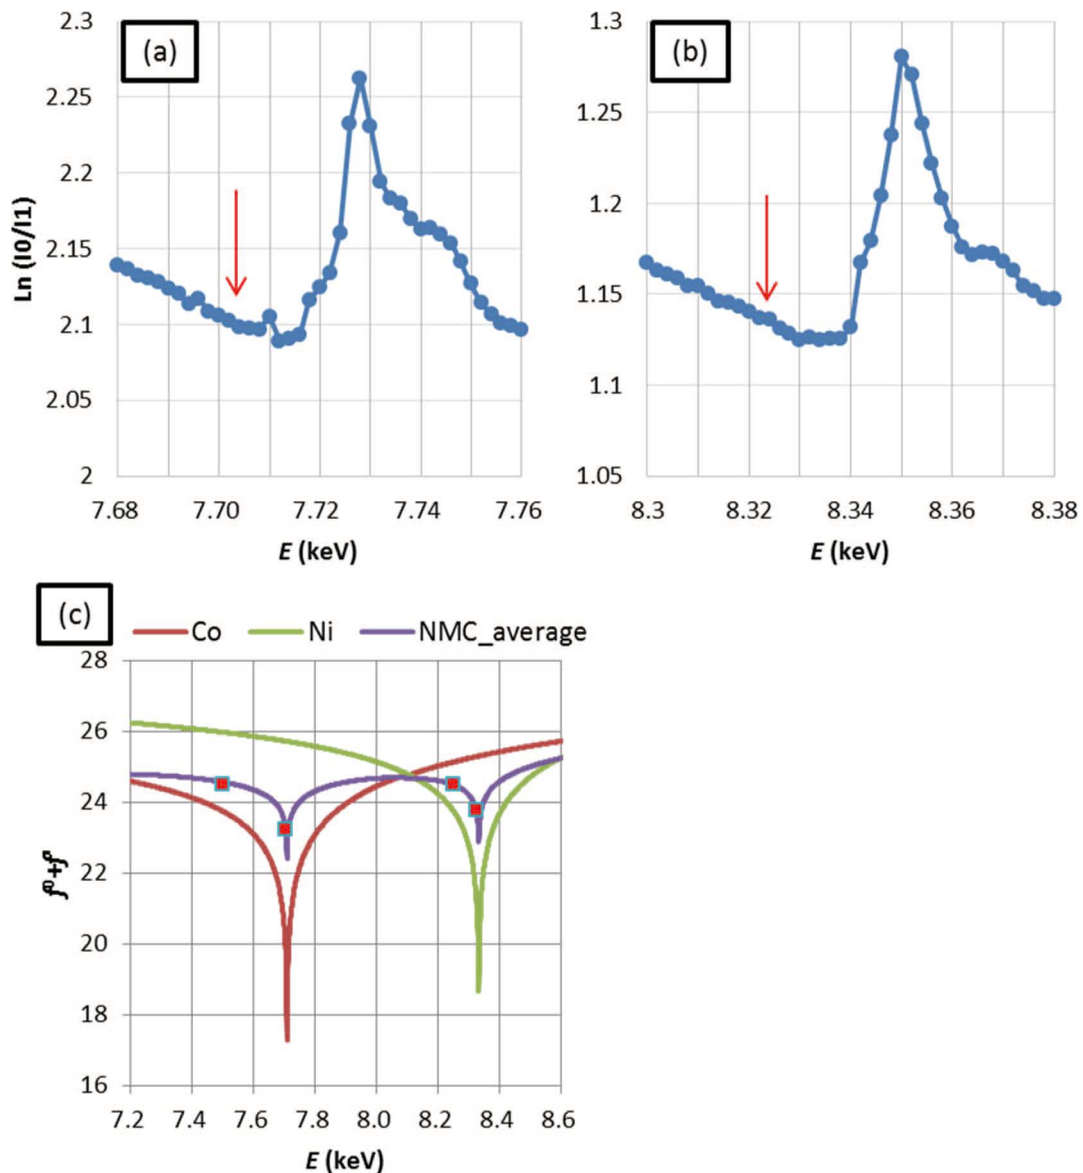 (a)
2.3
2.25
2.2
2.15
2.1
2.05
2
Ln (I0/I1)
7.68 7.70 7.72 7.74 7.76
E (keV)
(b)
1.3
1.25
1.2
1.15
1.1
1.05
8.3 8.32 8.34 8.36 8.38
E (keV)
(c)
Co Ni NMC_average
28
26
24
22
20
18
16
f⁰+f'
7.2 7.4 7.6 7.8 8.0 8.2 8.4 8.6
E (keV)